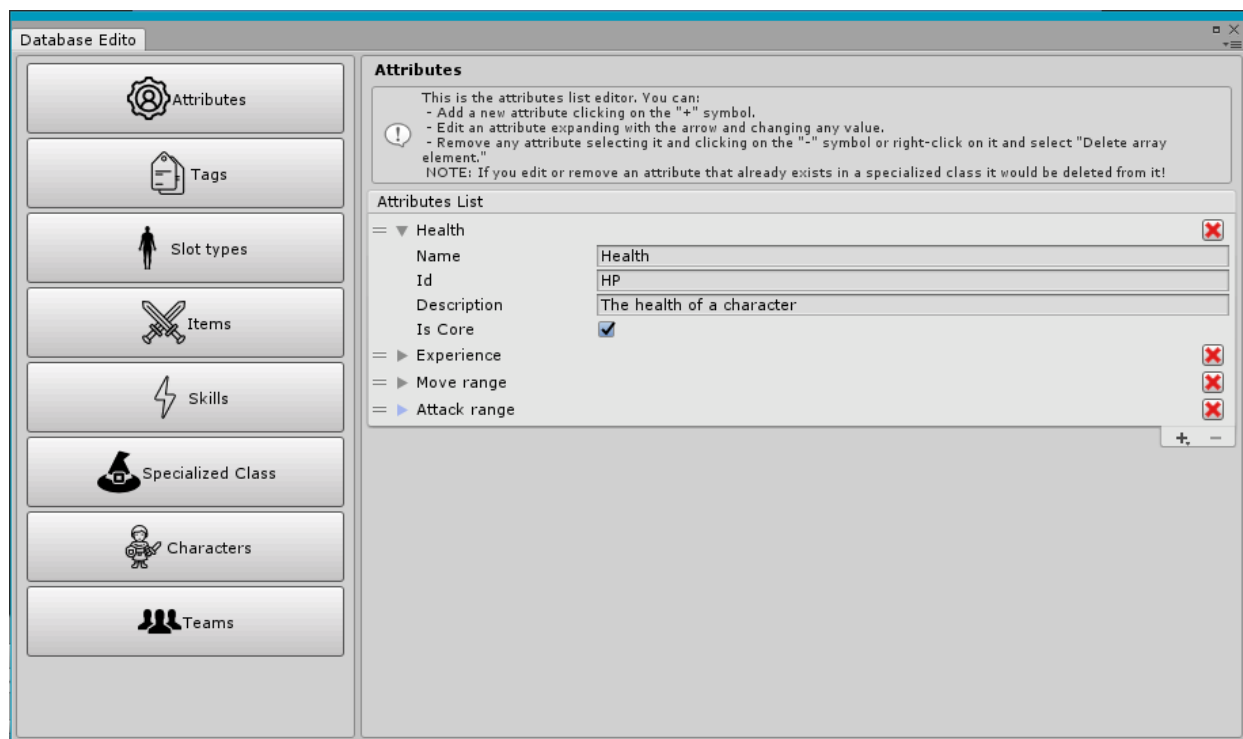 Database Edito
Attributes
Tags
Slot types
Items
Skills
Specialized Class
Characters
Teams
Attributes
This is the attributes list editor. You can:
- Add a new attribute clicking on the "+" symbol.
- Edit an attribute expanding with the arrow and changing any value.
- Remove any attribute selecting it and clicking on the "-" symbol or right-click on it and select "Delete array
element."
NOTE: If you edit or remove an attribute that already exists in a specialized class it would be deleted from it!
Attributes List
Health
Name Health
Id HP
Description The health of a character
Is Core
Experience
Move range
Attack range